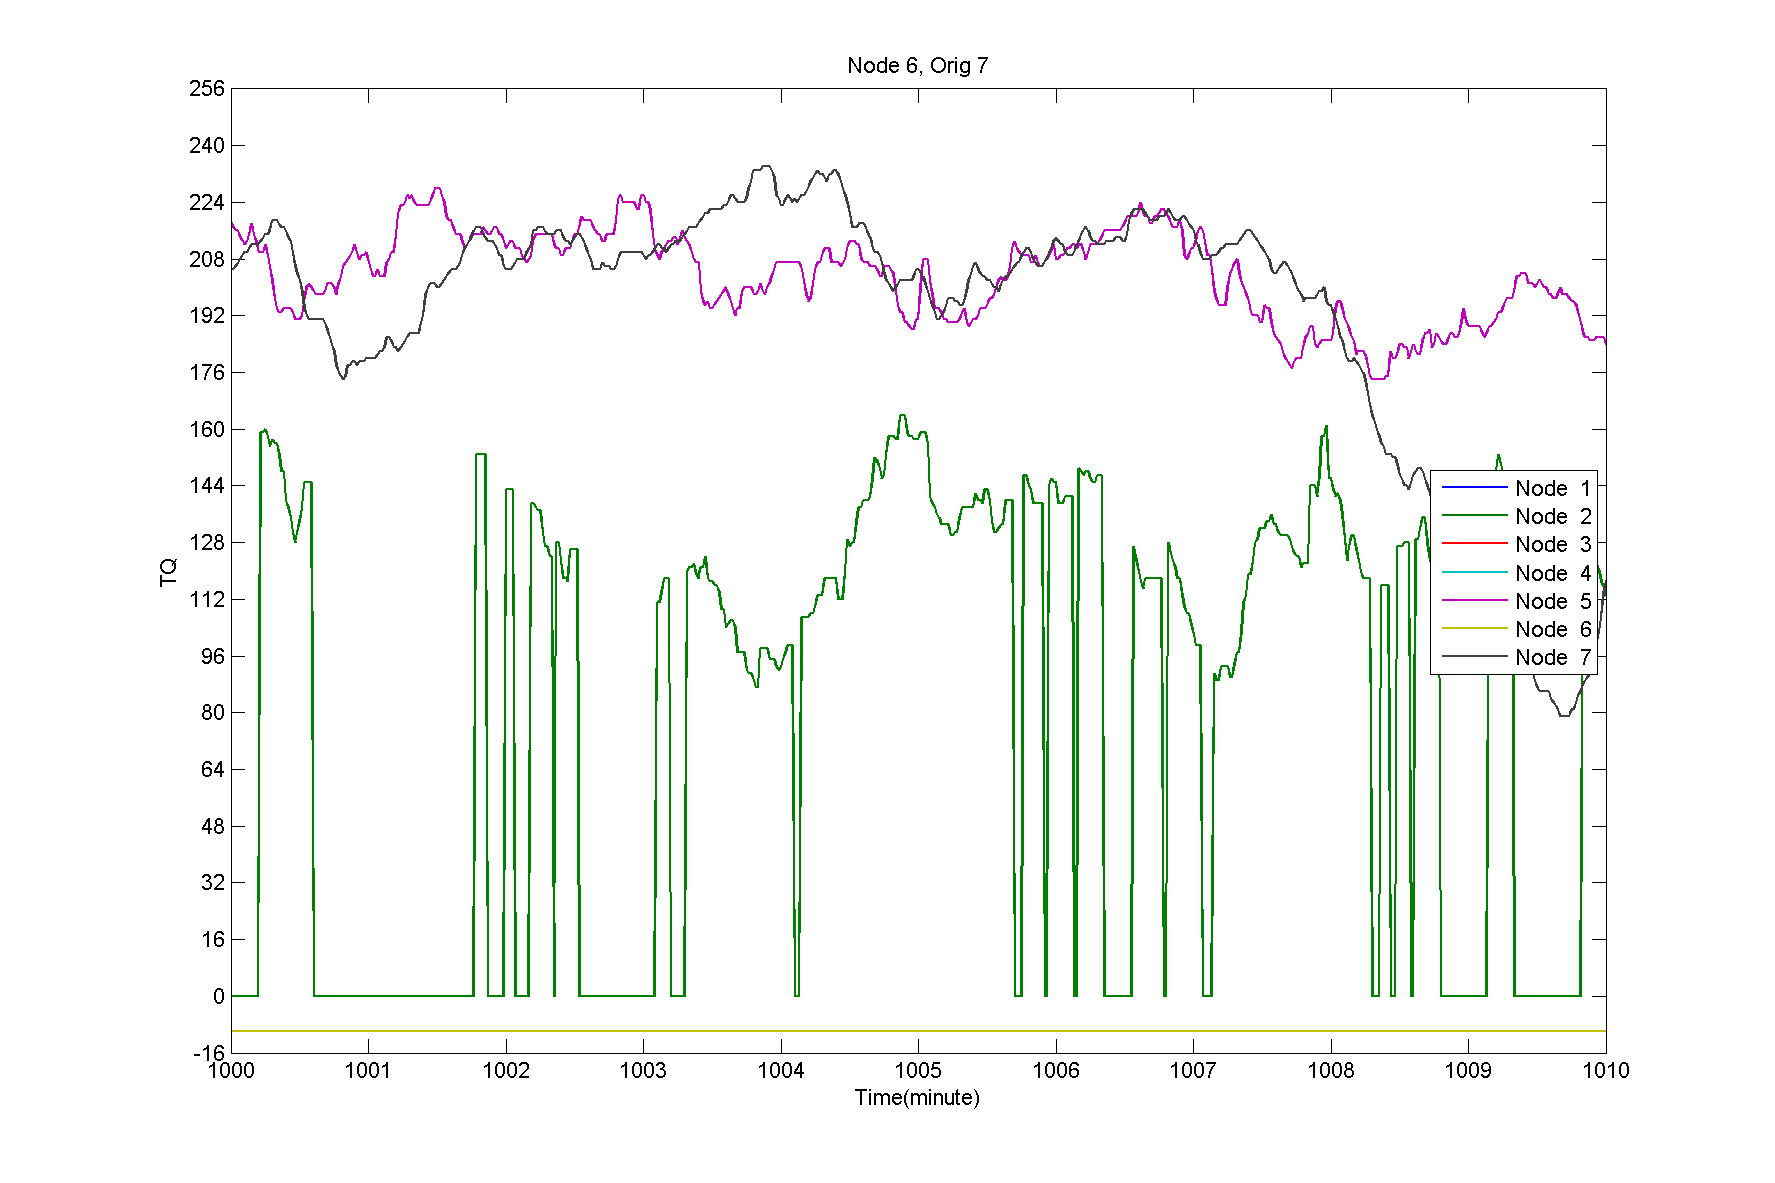 Node 6, Orig 7
256
240
224
208
192
176
160
144
128
112
96
80
64
48
32
16
0
-16
TQ
Node 1
Node 2
Node 3
Node 4
Node 5
Node 6
Node 7
1000 1001 1002 1003 1004 1005 1006 1007 1008 1009 1010
Time(minute)